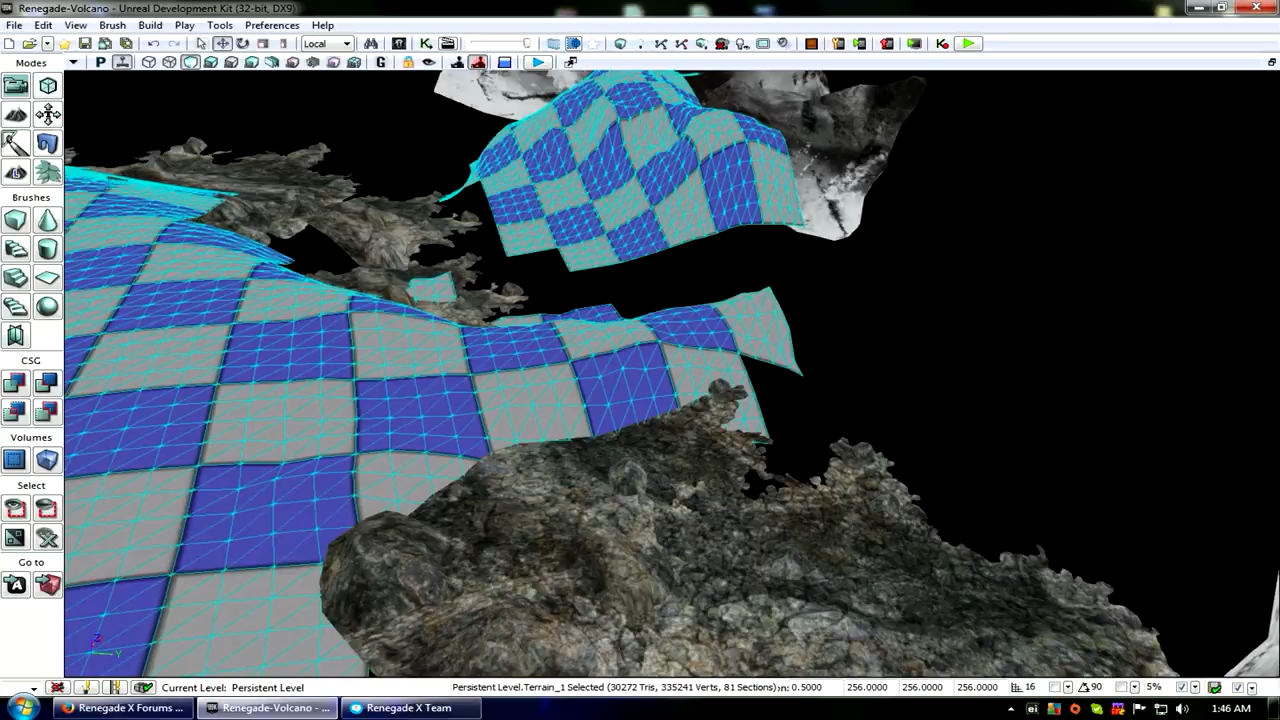 Renegade-Volcano - Unreal Development Kit (32-bit, DX9)
File Edit View Brush Build Play Tools Preferences Help
Local
Modes
P
G
Brushes
CSG
Volumes
Select
Go to
Z
Y
Current Level: Persistent Level
Persistent Level.Terrain_1 Selected (30272 Tris, 335241 Verts, 81 Sections)
0.5000
256.0000 256.0000 256.0000
16
90
5%
Renegade X Forums ...
Renegade-Volcano - ...
Renegade X Team
1:46 AM